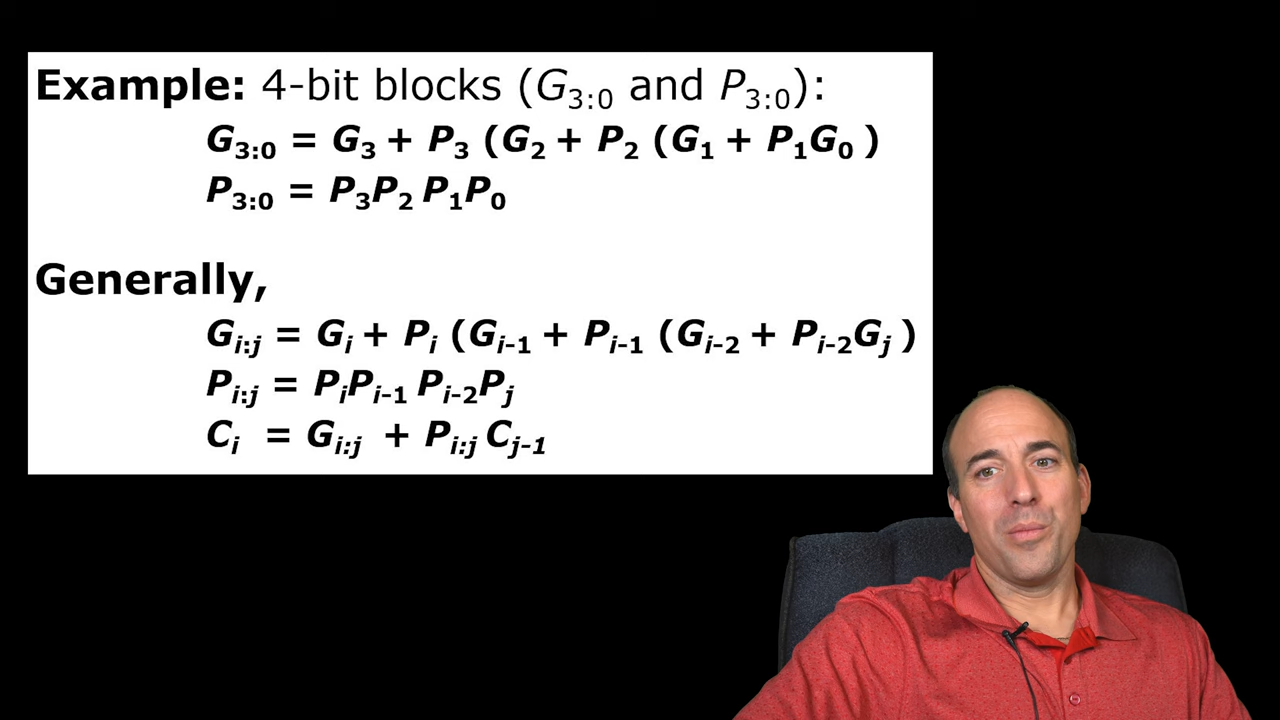 Example: 4-bit blocks (G3:0 and P3:0):
G3:0 = G3 + P3 (G2 + P2 (G1 + P1G0 )
P3:0 = P3P2 P1P0
Generally,
Gi:j = Gi + Pi (Gi-1 + Pi-1 (Gi-2 + Pi-2Gj )
Pi:j = PiPi-1 Pi-2Pj
Ci = Gi:j + Pi:j Cj-1